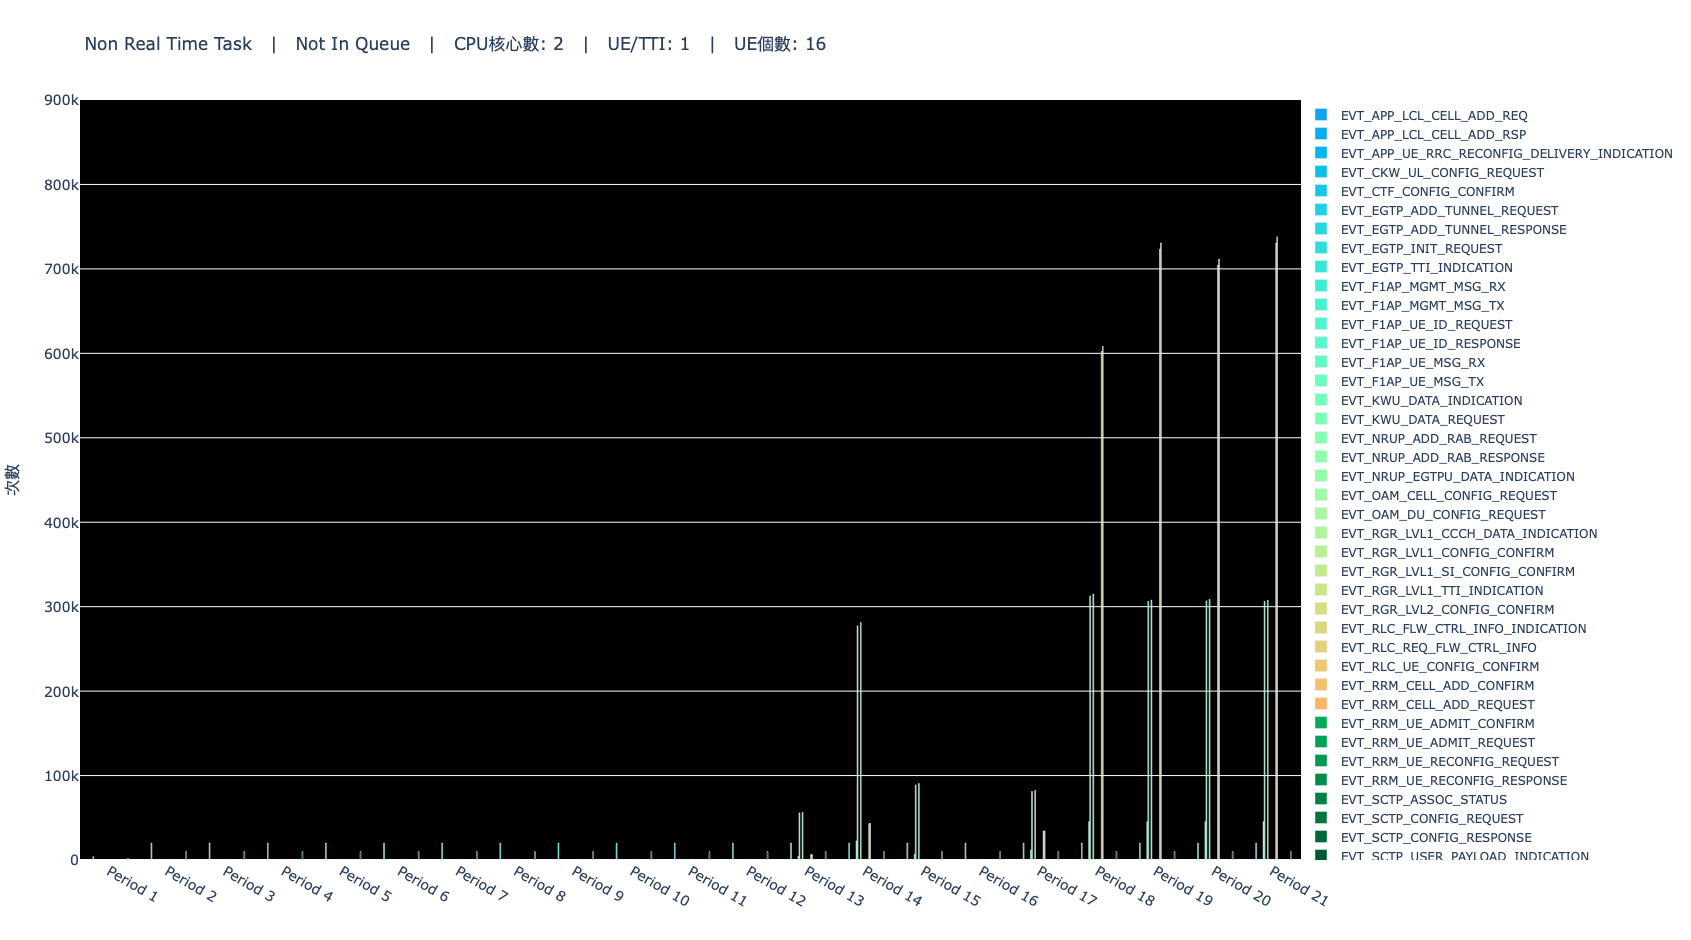 Non Real Time Task | Not In Queue | CPU核心數: 2 | UE/TTI: 1 | UE個數: 16
900k
800k
700k
600k
500k
400k
300k
200k
100k
0
次數
Period 1
Period 2
Period 3
Period 4
Period 5
Period 6
Period 7
Period 8
Period 9
Period 10
Period 11
Period 12
Period 13
Period 14
Period 15
Period 16
Period 17
Period 18
Period 19
Period 20
Period 21
EVT_APP_LCL_CELL_ADD_REQ
EVT_APP_LCL_CELL_ADD_RSP
EVT_APP_UE_RRC_RECONFIG_DELIVERY_INDICATION
EVT_CKW_UL_CONFIG_REQUEST
EVT_CTF_CONFIG_CONFIRM
EVT_EGTP_ADD_TUNNEL_REQUEST
EVT_EGTP_ADD_TUNNEL_RESPONSE
EVT_EGTP_INIT_REQUEST
EVT_EGTP_TTI_INDICATION
EVT_F1AP_MGMT_MSG_RX
EVT_F1AP_MGMT_MSG_TX
EVT_F1AP_UE_ID_REQUEST
EVT_F1AP_UE_ID_RESPONSE
EVT_F1AP_UE_MSG_RX
EVT_F1AP_UE_MSG_TX
EVT_KWU_DATA_INDICATION
EVT_KWU_DATA_REQUEST
EVT_NRUP_ADD_RAB_REQUEST
EVT_NRUP_ADD_RAB_RESPONSE
EVT_NRUP_EGTPU_DATA_INDICATION
EVT_OAM_CELL_CONFIG_REQUEST
EVT_OAM_DU_CONFIG_REQUEST
EVT_RGR_LVL1_CCCH_DATA_INDICATION
EVT_RGR_LVL1_CONFIG_CONFIRM
EVT_RGR_LVL1_SI_CONFIG_CONFIRM
EVT_RGR_LVL1_TTI_INDICATION
EVT_RGR_LVL2_CONFIG_CONFIRM
EVT_RLC_FLW_CTRL_INFO_INDICATION
EVT_RLC_REQ_FLW_CTRL_INFO
EVT_RLC_UE_CONFIG_CONFIRM
EVT_RRM_CELL_ADD_CONFIRM
EVT_RRM_CELL_ADD_REQUEST
EVT_RRM_UE_ADMIT_CONFIRM
EVT_RRM_UE_ADMIT_REQUEST
EVT_RRM_UE_RECONFIG_REQUEST
EVT_RRM_UE_RECONFIG_RESPONSE
EVT_SCTP_ASSOC_STATUS
EVT_SCTP_CONFIG_REQUEST
EVT_SCTP_CONFIG_RESPONSE
EVT_SCTP_USER_PAYLOAD_INDICATION